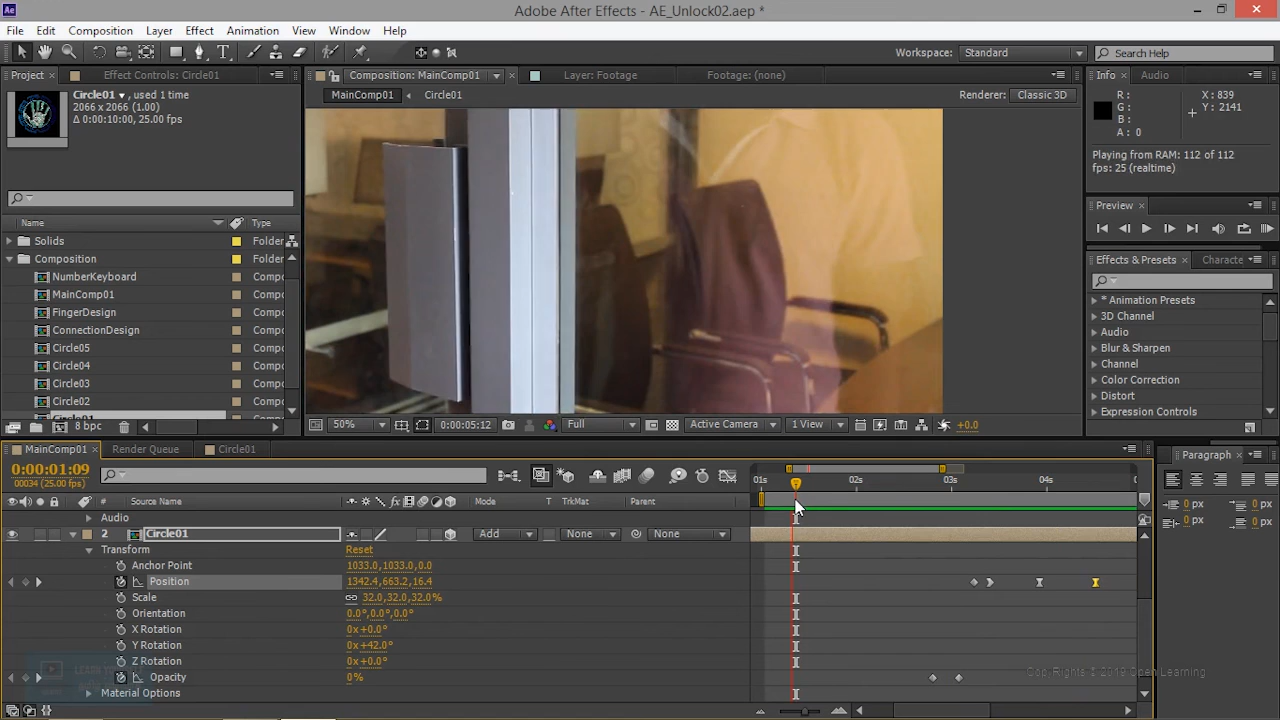 Adobe After Effects - AE_Unlock02.aep *
File Edit Composition Layer Effect Animation View Window Help
Workspace: Standard Search Help
Project Effect Controls: Circle01 Composition: MainComp01 Layer: Footage Footage: (none) Info Audio
Circle01 , used 1 time
2066 x 2066 (1.00)
Δ 0:00:10:00, 25.00 fps
MainComp01 Circle01 Renderer: Classic 3D
R : X : 839
G : Y : 2141
B :
A : 0
Playing from RAM: 112 of 112
fps: 25 (realtime)
Preview
Name Type
Solids Folder
Composition Folder
NumberKeyboard Compo
MainComp01 Compo
FingerDesign Compo
ConnectionDesign Compo
Circle05 Compo
Circle04 Compo
Circle03 Compo
Circle02 Compo
Circle01
8 bpc
Effects & Presets Characte
* Animation Presets
3D Channel
Audio
Blur & Sharpen
Channel
Color Correction
Distort
Expression Controls
50% 0:00:05:12 Full Active Camera 1 View +0.0
MainComp01 Render Queue Circle01
Paragraph
0:00:01:09
00034 (25.00 fps)
01s 02s 03s 04s
# Source Name Mode T TrkMat Parent
0 px 0 px
0 px 0 px
Audio
2 Circle01 Add None None
Transform Reset
Anchor Point 1033.0,1033.0,0.0
Position 1342.4,663.2,16.4
Scale 32.0,32.0,32.0%
Orientation 0.0°,0.0°,0.0°
X Rotation 0x+0.0°
Y Rotation 0x+42.0°
Z Rotation 0x+0.0°
Opacity 0%
Material Options
Copy Rights © 2019 Open Learning